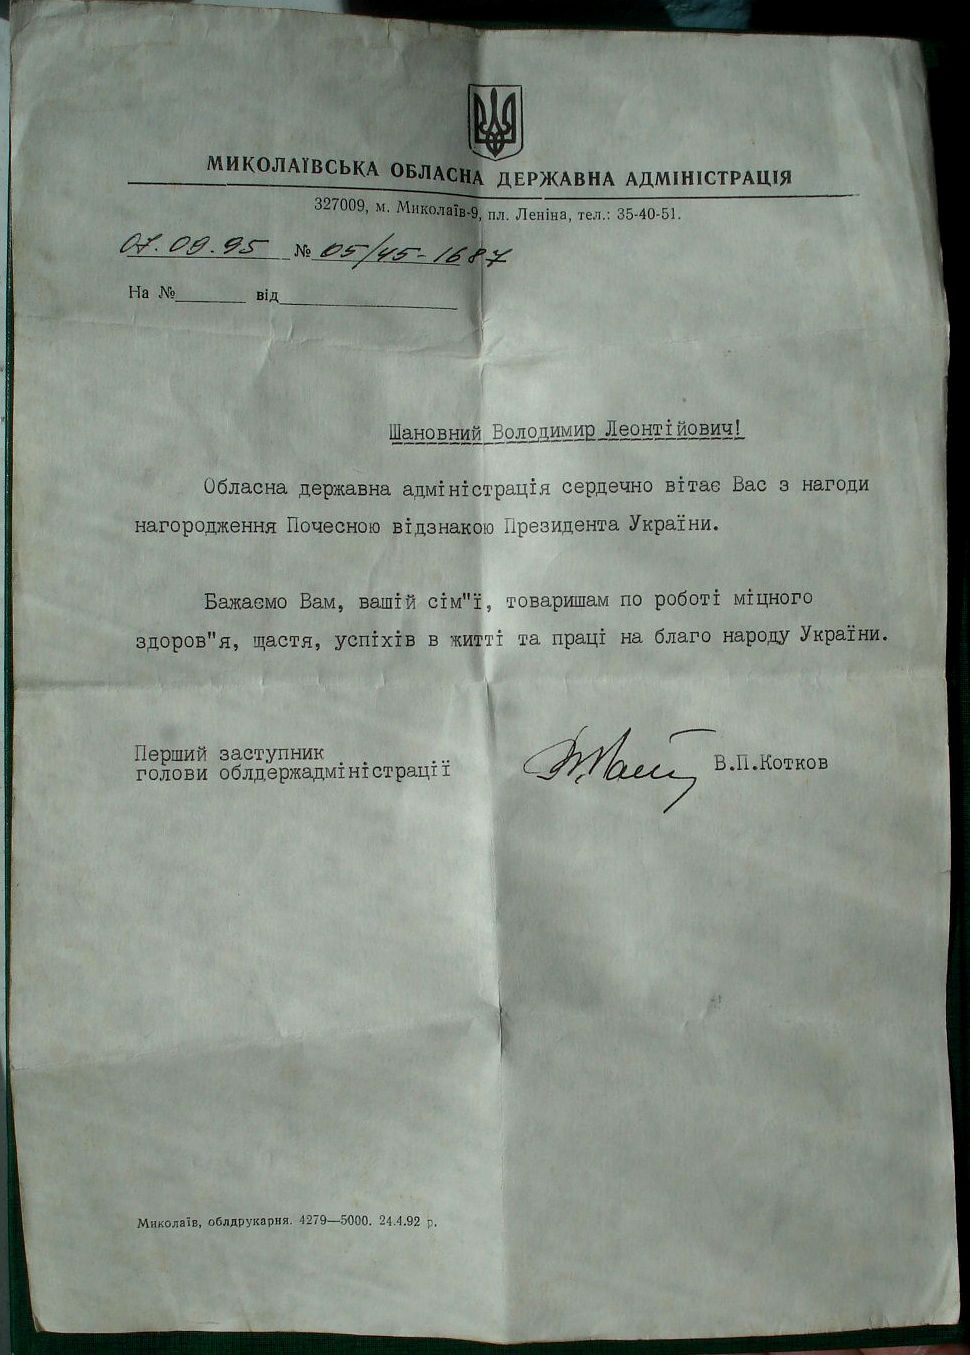 МИКОЛАЇВСЬКА ОБЛАСНА ДЕРЖАВНА АДМІНІСТРАЦІЯ
327009, м. Миколаїв-9, пл. Леніна, тел.: 35-40-51.
07.09.95 № 05/45-1687
На №______ від______________
Шановний Володимир Леонтійович!
Обласна державна адміністрація сердечно вітає Вас з нагоди
нагородження Почесною відзнакою Президента України.
Бажаємо Вам, вашій сім"ї, товаришам по роботі міцного
здоров"я, щастя, успіхів в житті та праці на благо народу України.
Перший заступник
голови облдержадміністрації В.П.Котков
Миколаїв, облдрукарня. 4279—5000. 24.4.92 р.